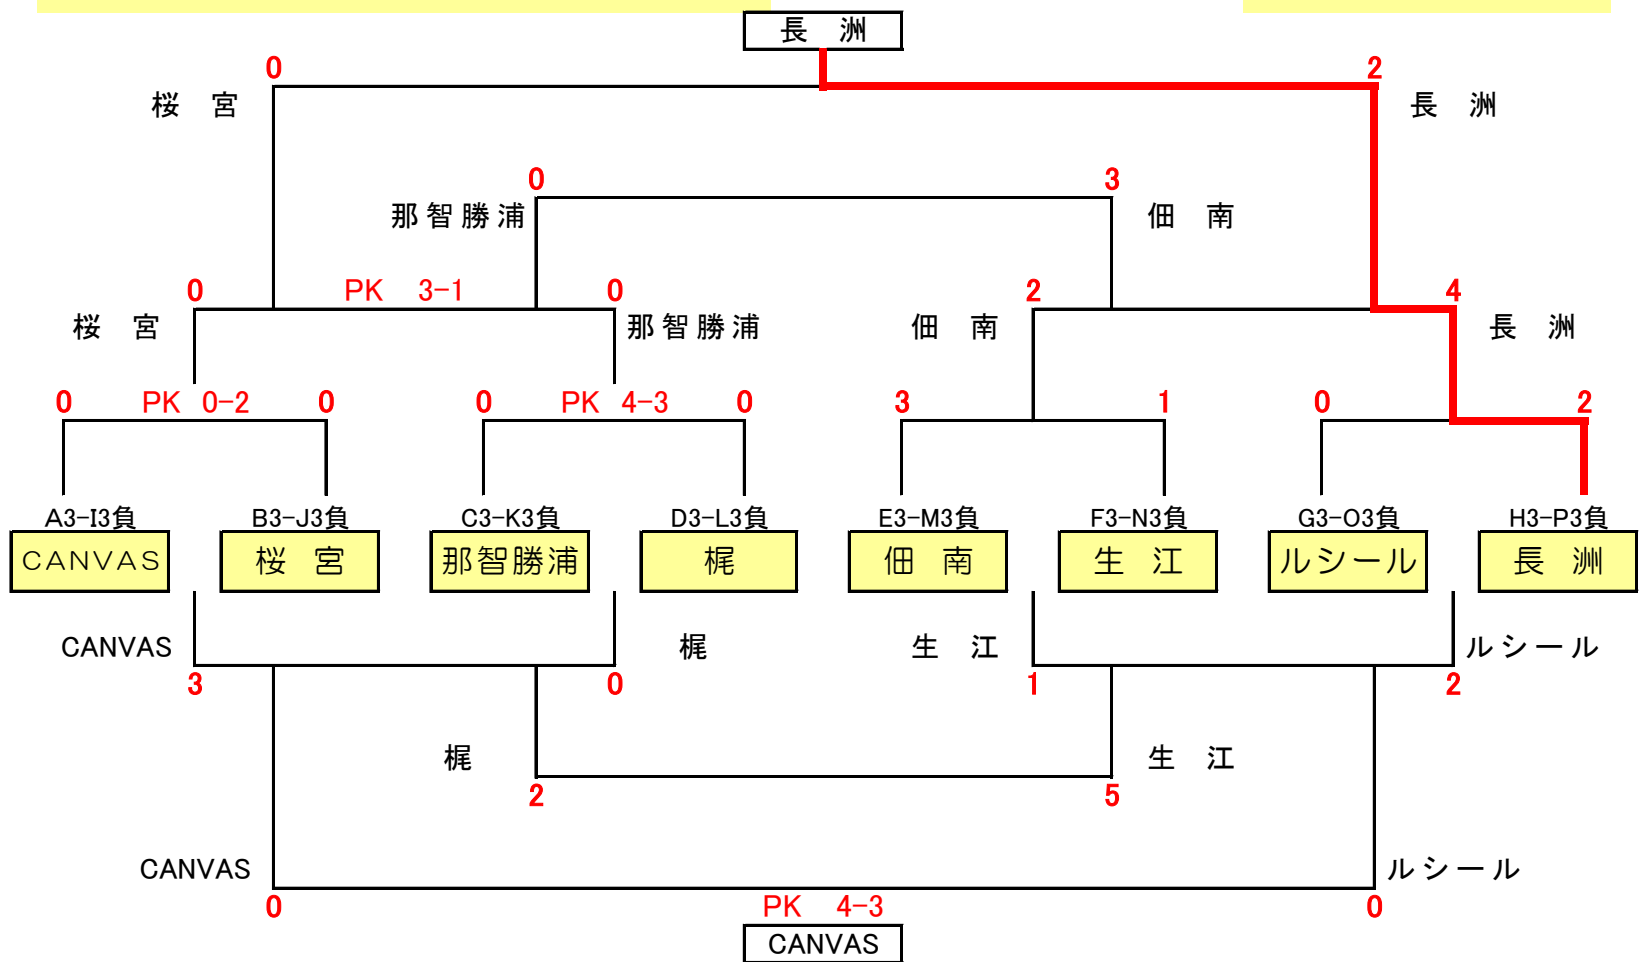 長 洲
0 2
桜 宮 長 洲
0 3
那智勝浦 佃 南
0 PK 3-1 0 2 4
桜 宮 那智勝浦 佃 南 長 洲
0 PK 0-2 0 0 PK 4-3 0 3 1 0 2
A3-I3負 B3-J3負 C3-K3負 D3-L3負 E3-M3負 F3-N3負 G3-O3負 H3-P3負
CANVAS 桜 宮 那智勝浦 梶 佃 南 生 江 ルシール 長 洲
CANVAS 梶 生 江 ルシール
3 0 1 2
梶 生 江
2 5
CANVAS ルシール
0 PK 4-3 0
CANVAS